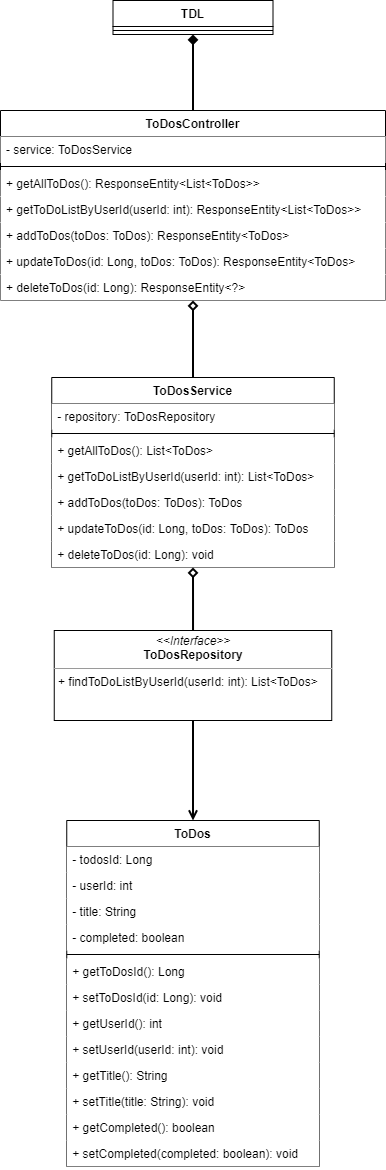 TDL
ToDosController
- service: ToDosService
+ getAllToDos(): ResponseEntity<List<ToDos>>
+ getToDoListByUserId(userId: int): ResponseEntity<List<ToDos>>
+ addToDos(toDos: ToDos): ResponseEntity<ToDos>
+ updateToDos(id: Long, toDos: ToDos): ResponseEntity<ToDos>
+ deleteToDos(id: Long): ResponseEntity<?>
ToDosService
- repository: ToDosRepository
+ getAllToDos(): List<ToDos>
+ getToDoListByUserId(userId: int): List<ToDos>
+ addToDos(toDos: ToDos): ToDos
+ updateToDos(id: Long, toDos: ToDos): ToDos
+ deleteToDos(id: Long): void
<<Interface>>
ToDosRepository
+ findToDoListByUserId(userId: int): List<ToDos>
ToDos
- todosId: Long
- userId: int
- title: String
- completed: boolean
+ getToDosId(): Long
+ setToDosId(id: Long): void
+ getUserId(): int
+ setUserId(userId: int): void
+ getTitle(): String
+ setTitle(title: String): void
+ getCompleted(): boolean
+ setCompleted(completed: boolean): void